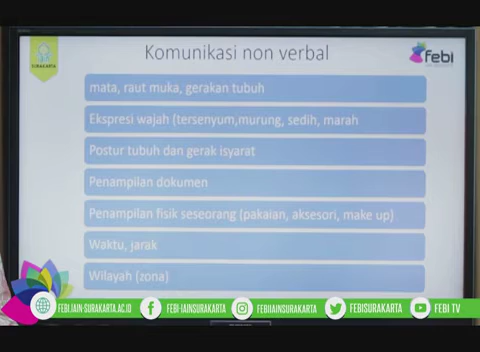 Komunikasi non verbal
SURAKARTA
febi
mata, raut muka, gerakan tubuh
Ekspresi wajah (tersenyum,murung, sedih, marah
Postur tubuh dan gerak isyarat
Penampilan dokumen
Penampilan fisik seseorang (pakaian, aksesori, make up)
Waktu, jarak
Wilayah (zona)
FEBI.IAIN-SURAKARTA.AC.ID
FEBI-IAINSURAKARTA
FEBIIAINSURAKARTA
FEBISURAKARTA
FEBI TV